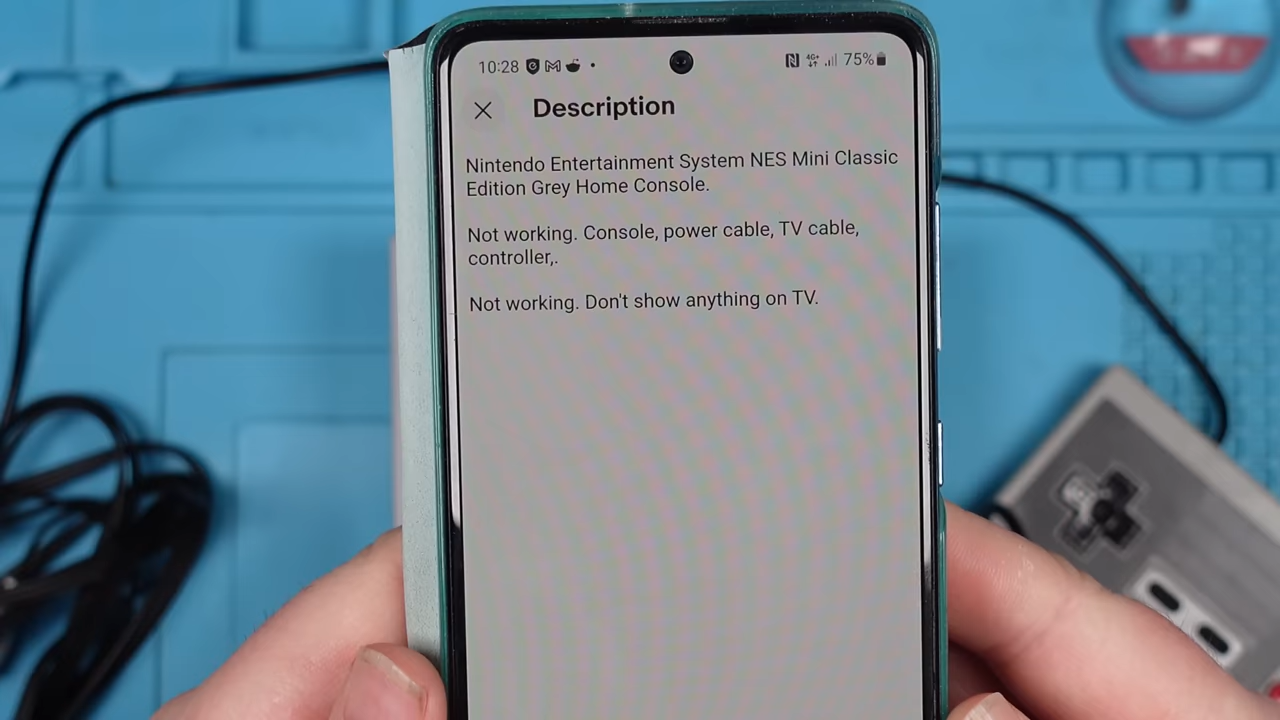 10:28 4G+ 75%
Description
Nintendo Entertainment System NES Mini Classic
Edition Grey Home Console.
Not working. Console, power cable, TV cable,
controller,.
Not working. Don't show anything on TV.